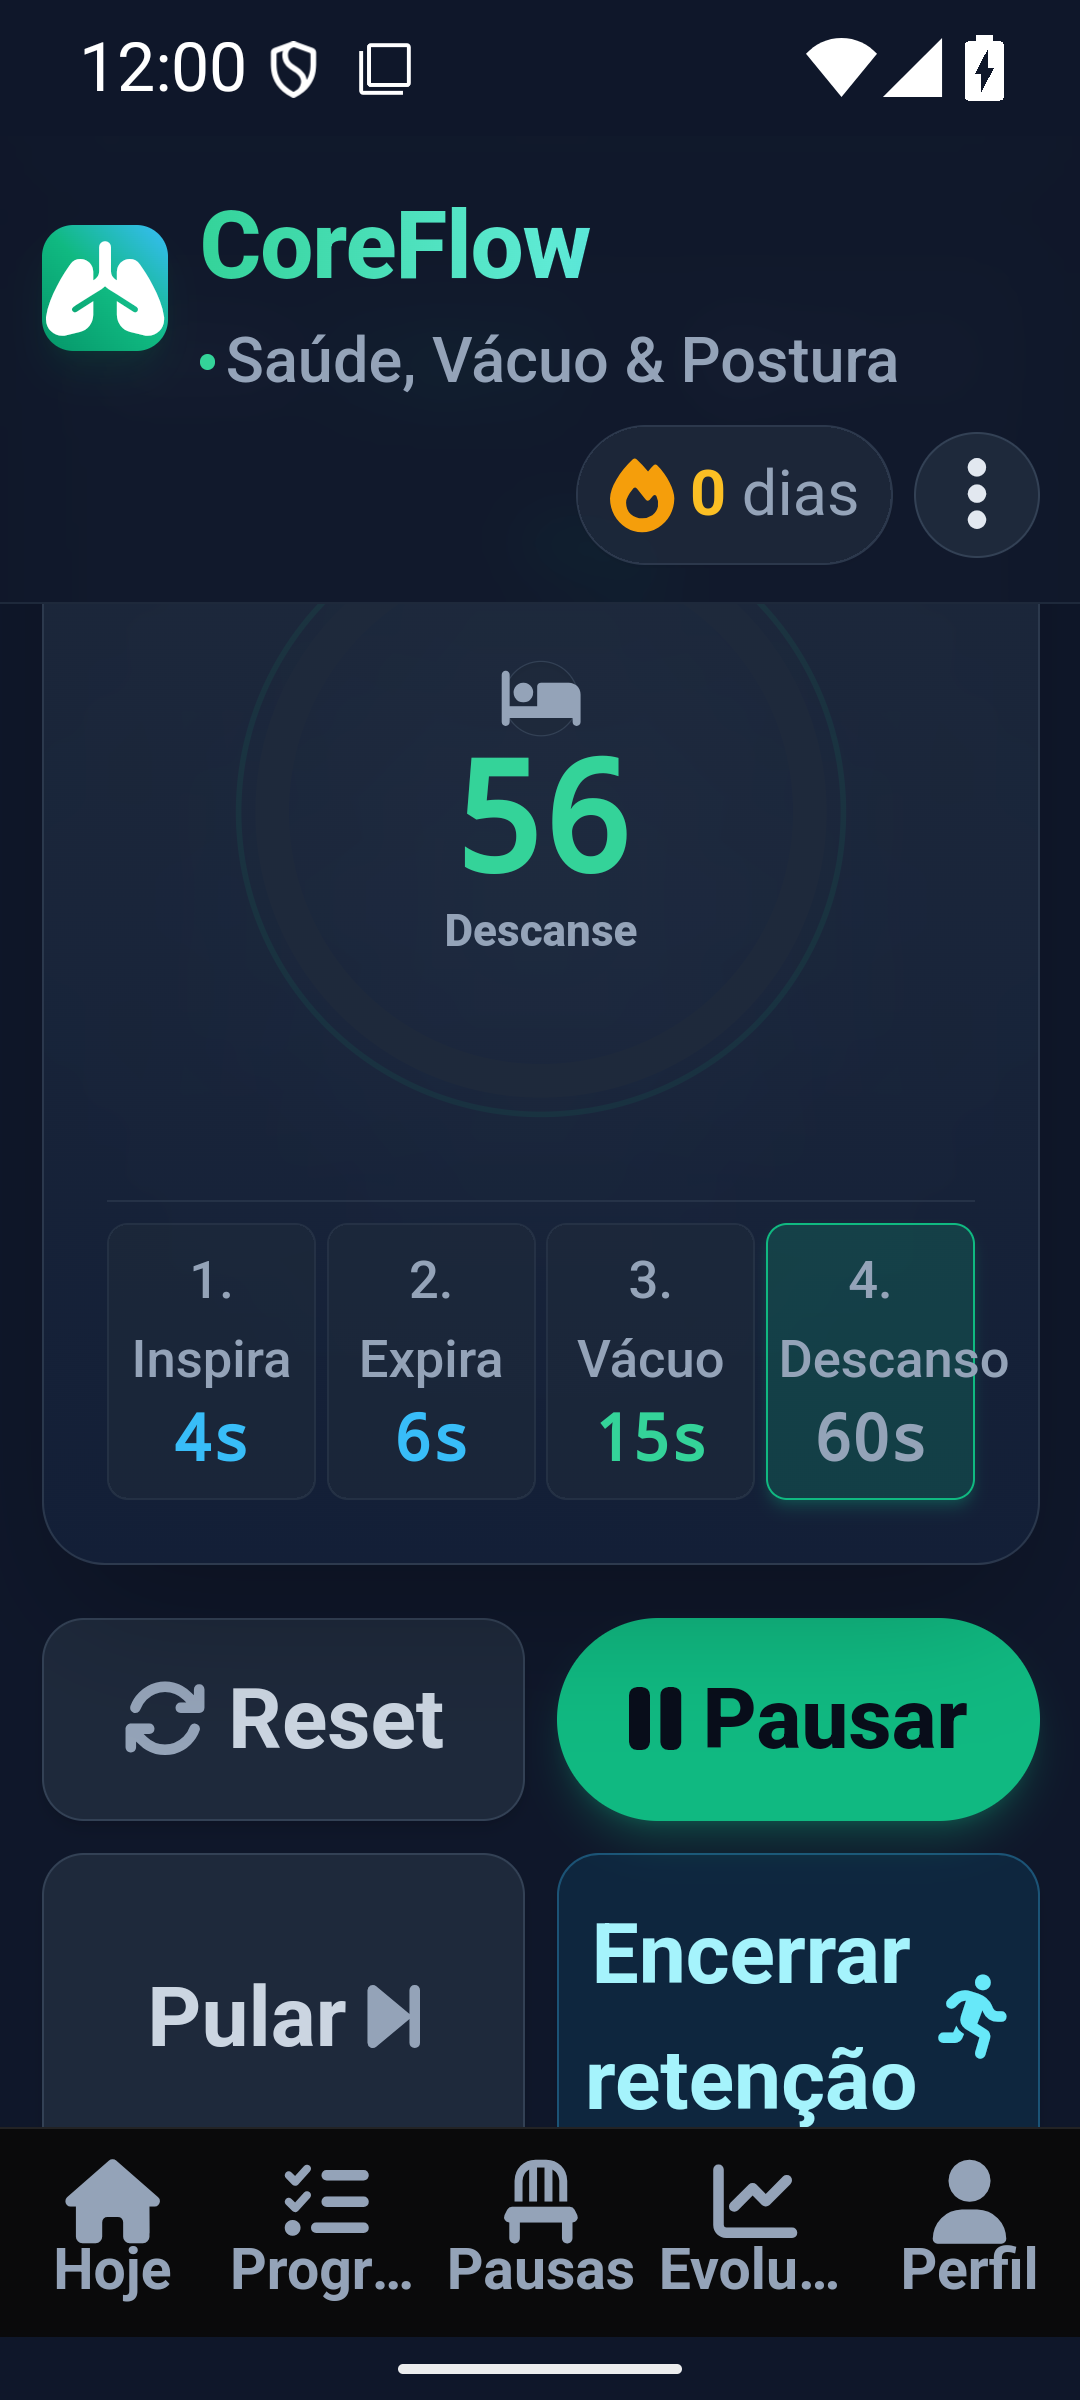 12:00
CoreFlow
Saúde, Vácuo & Postura
0 dias
56
Descanse
1.
Inspira
4s
2.
Expira
6s
3.
Vácuo
15s
4.
Descanso
60s
Reset
Pausar
Pular
Encerrar
retenção
Hoje
Progr...
Pausas
Evolu...
Perfil